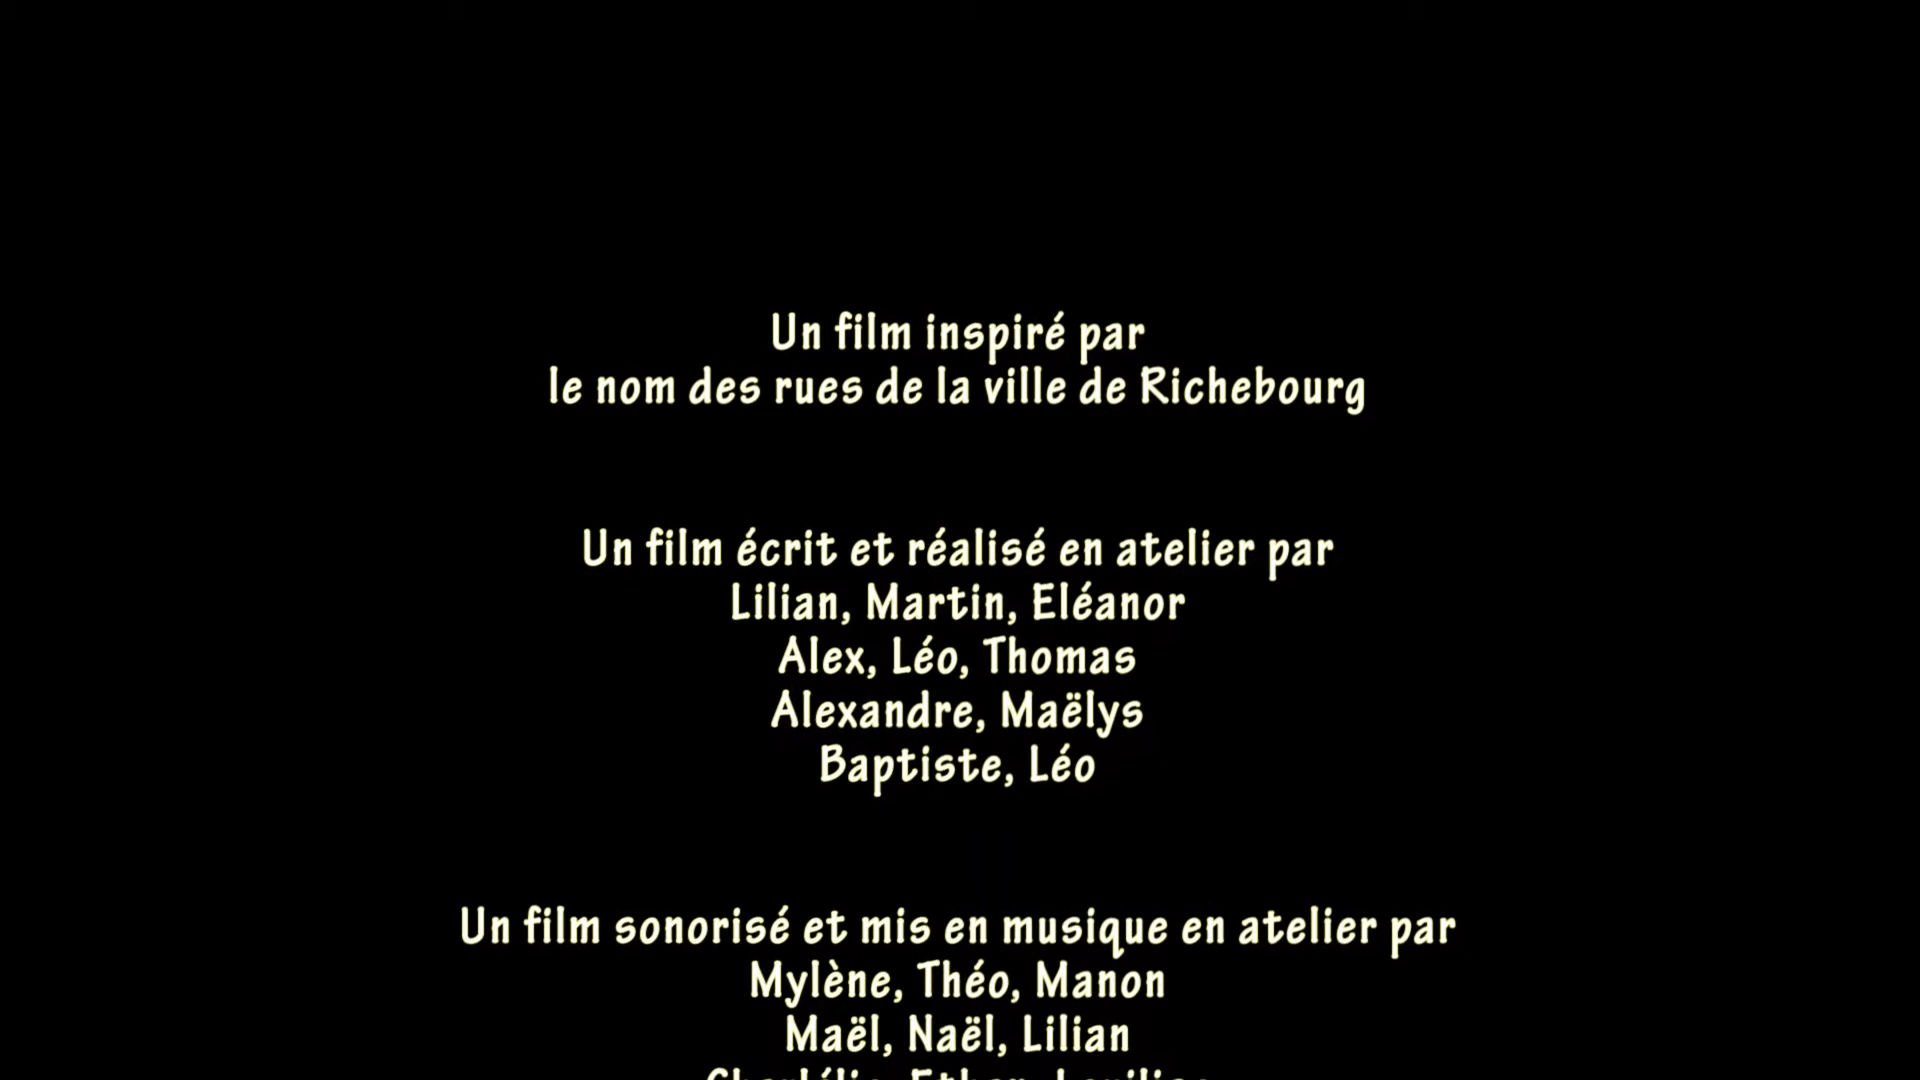 Un film inspiré par
le nom des rues de la ville de Richebourg
Un film écrit et réalisé en atelier par
Lilian, Martin, Eléanor
Alex, Léo, Thomas
Alexandre, Maëlys
Baptiste, Léo
Un film sonorisé et mis en musique en atelier par
Mylène, Théo, Manon
Maël, Naël, Lilian